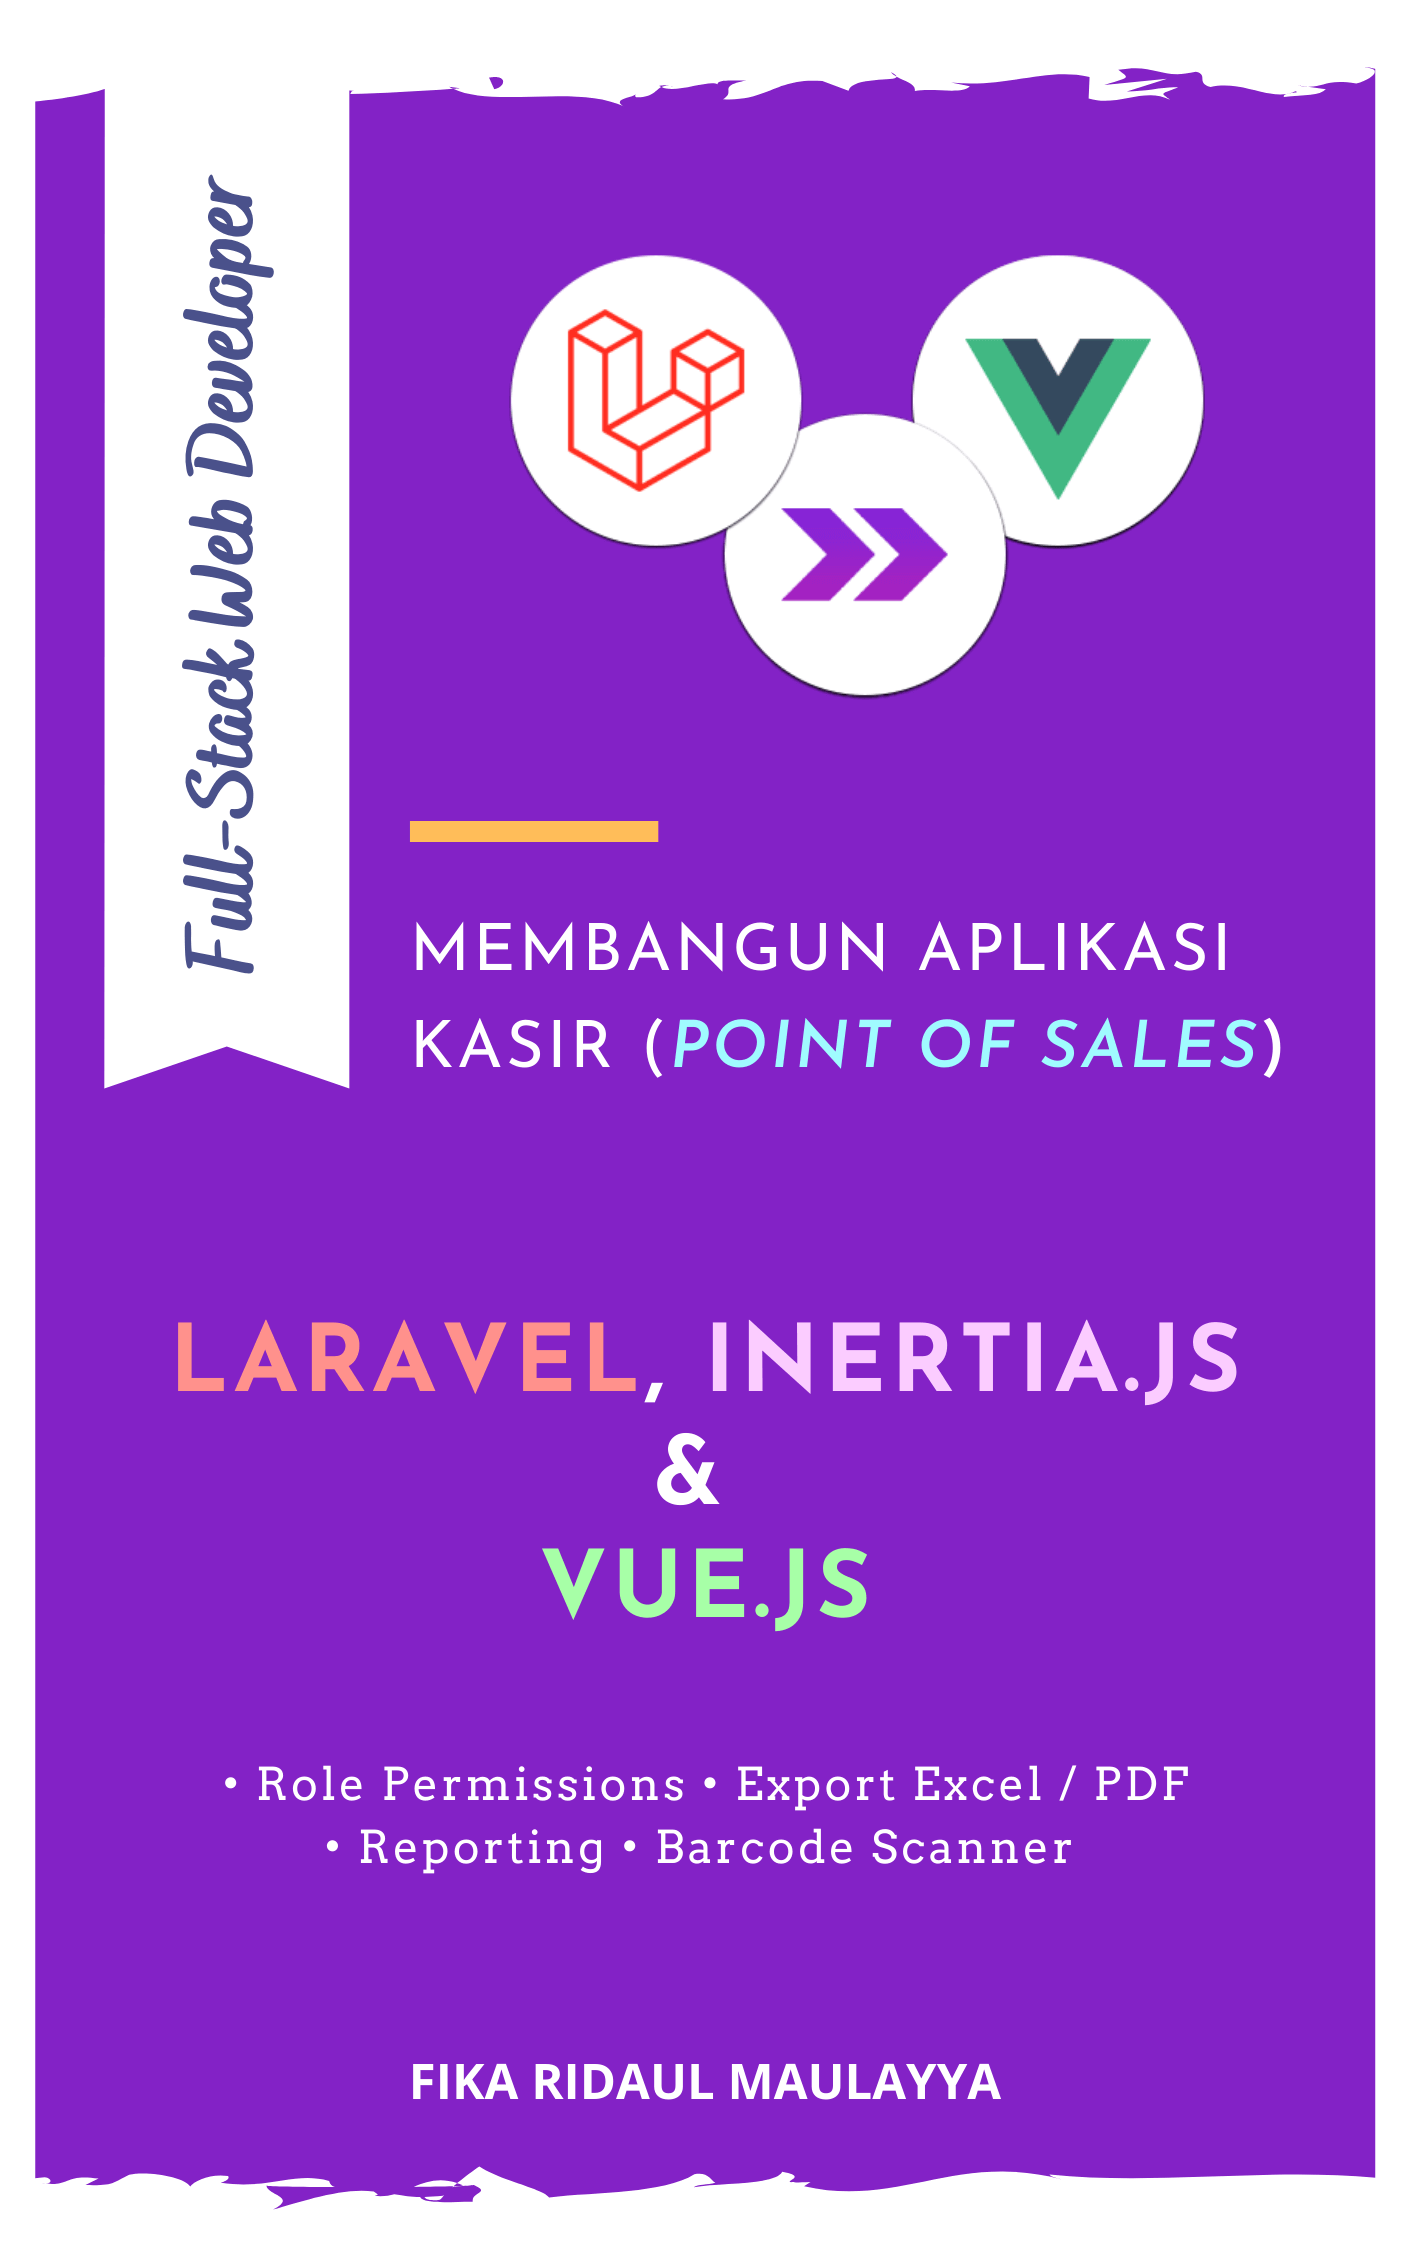 Full-Stack Web Developer
MEMBANGUN APLIKASI
KASIR (POINT OF SALES)
LARAVEL, INERTIA.JS
&
VUE.JS
• Role Permissions • Export Excel / PDF
• Reporting • Barcode Scanner
FIKA RIDAUL MAULAYYA